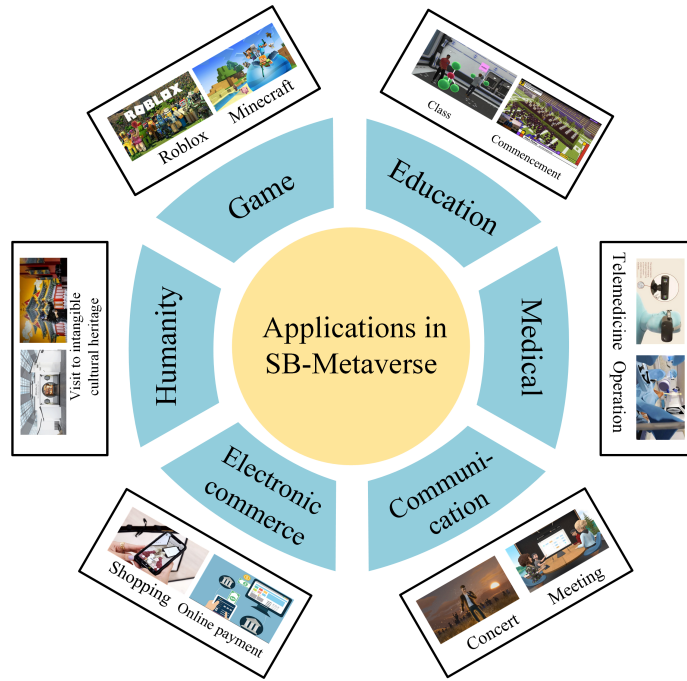 ROBLOX
Roblox
Minecraft
Class
Commencement
Game
Education
Humanity
Medical
Applications in
SB-Metaverse
Visit to intangible
cultural heritage
Telemedicine
Operation
Electronic
commerce
Communi-
cation
Shopping
Online payment
Concert
Meeting